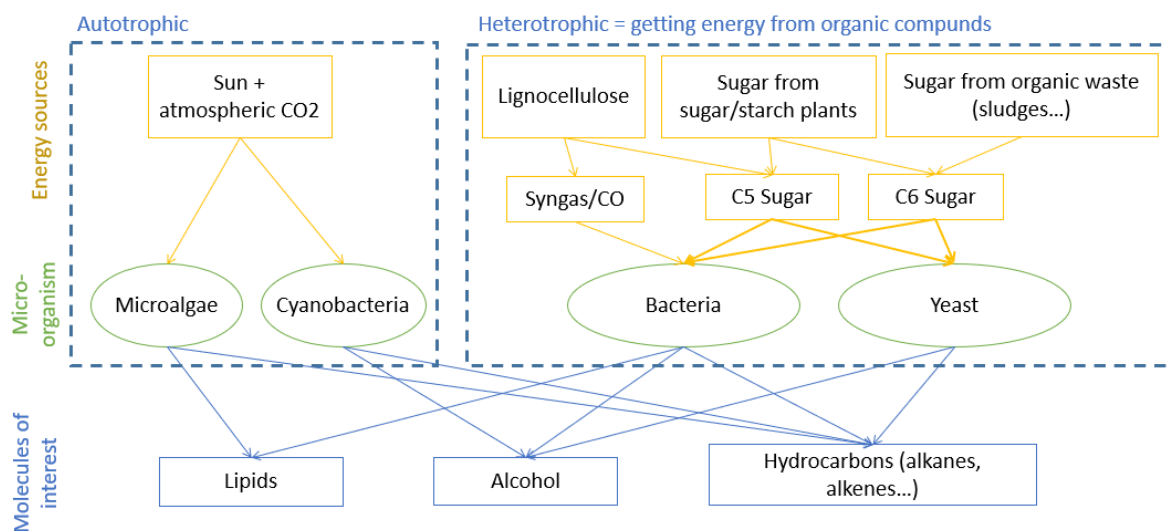 Autotrophic
Heterotrophic = getting energy from organic compunds
Energy sources
Sun +
atmospheric CO2
Lignocellulose
Sugar from
sugar/starch plants
Sugar from organic waste
(sludges...)
Syngas/CO
C5 Sugar
C6 Sugar
Micro-
organism
Microalgae
Cyanobacteria
Bacteria
Yeast
Molecules of
interest
Lipids
Alcohol
Hydrocarbons (alkanes,
alkenes...)